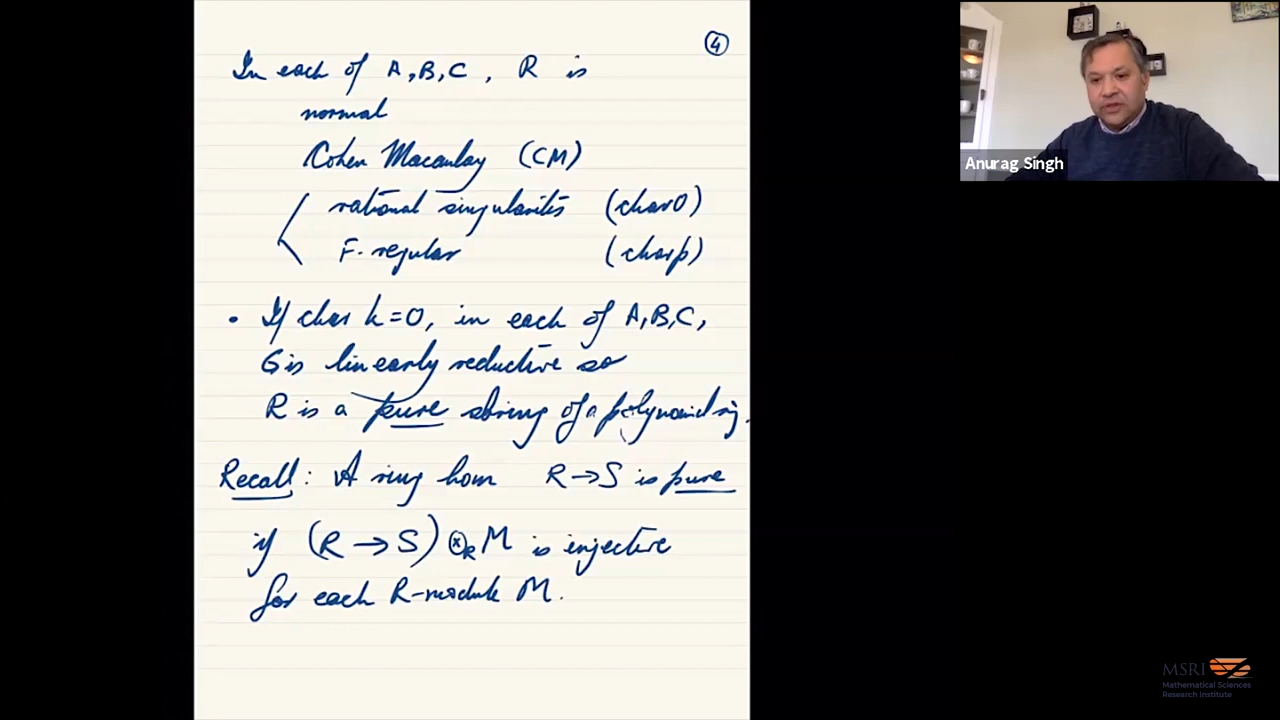 ④
In each of A,B,C, R is
normal
Cohen Macaulay (CM)
rational singularities (char 0)
F-regular (char p)
• If char k=0, in each of A,B,C,
G is linearly reductive so
R is a pure subring of a polynomial ring.
Recall: A ring hom R→S is pure
if (R→S)⊗_R M is injective
for each R-module M.
Anurag Singh
MSRI
Mathematical Sciences
Research Institute